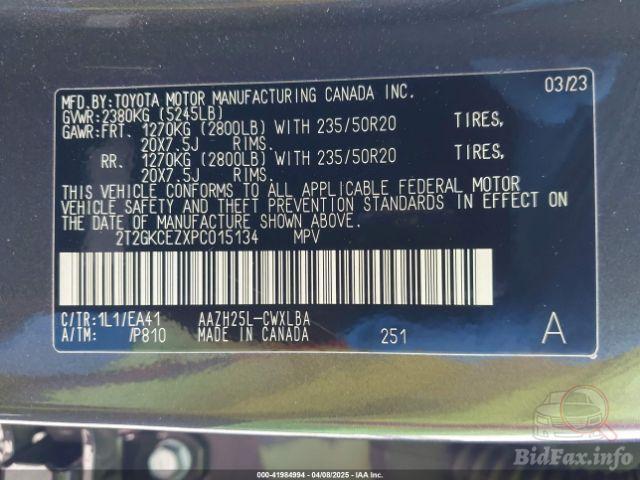 MFD.BY:TOYOTA MOTOR MANUFACTURING CANADA INC. 03/23
GVWR:2380KG (5245LB)
GAWR:FRT. 1270KG (2800LB) WITH 235/50R20 TIRES,
20X7.5J RIMS.
RR. 1270KG (2800LB) WITH 235/50R20 TIRES,
20X7.5J RIMS.
THIS VEHICLE CONFORMS TO ALL APPLICABLE FEDERAL MOTOR
VEHICLE SAFETY AND THEFT PREVENTION STANDARDS IN EFFECT ON
THE DATE OF MANUFACTURE SHOWN ABOVE.
2T2GKCEZXPC015134 MPV
C/TR:1L1/EA41 AAZH25L-CWXLBA
A/TM: /P810 MADE IN CANADA 251 A
BidFax.info
000-41984994 - 04/08/2025 - IAA Inc.